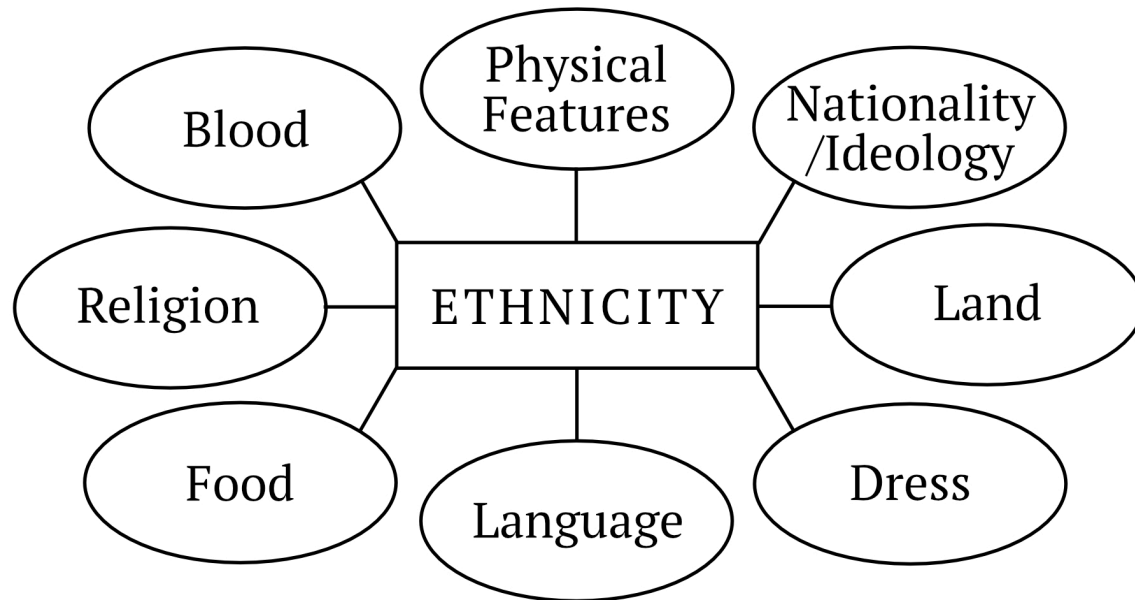 Physical
Features
Blood
Nationality
/Ideology
Religion
ETHNICITY
Land
Food
Language
Dress